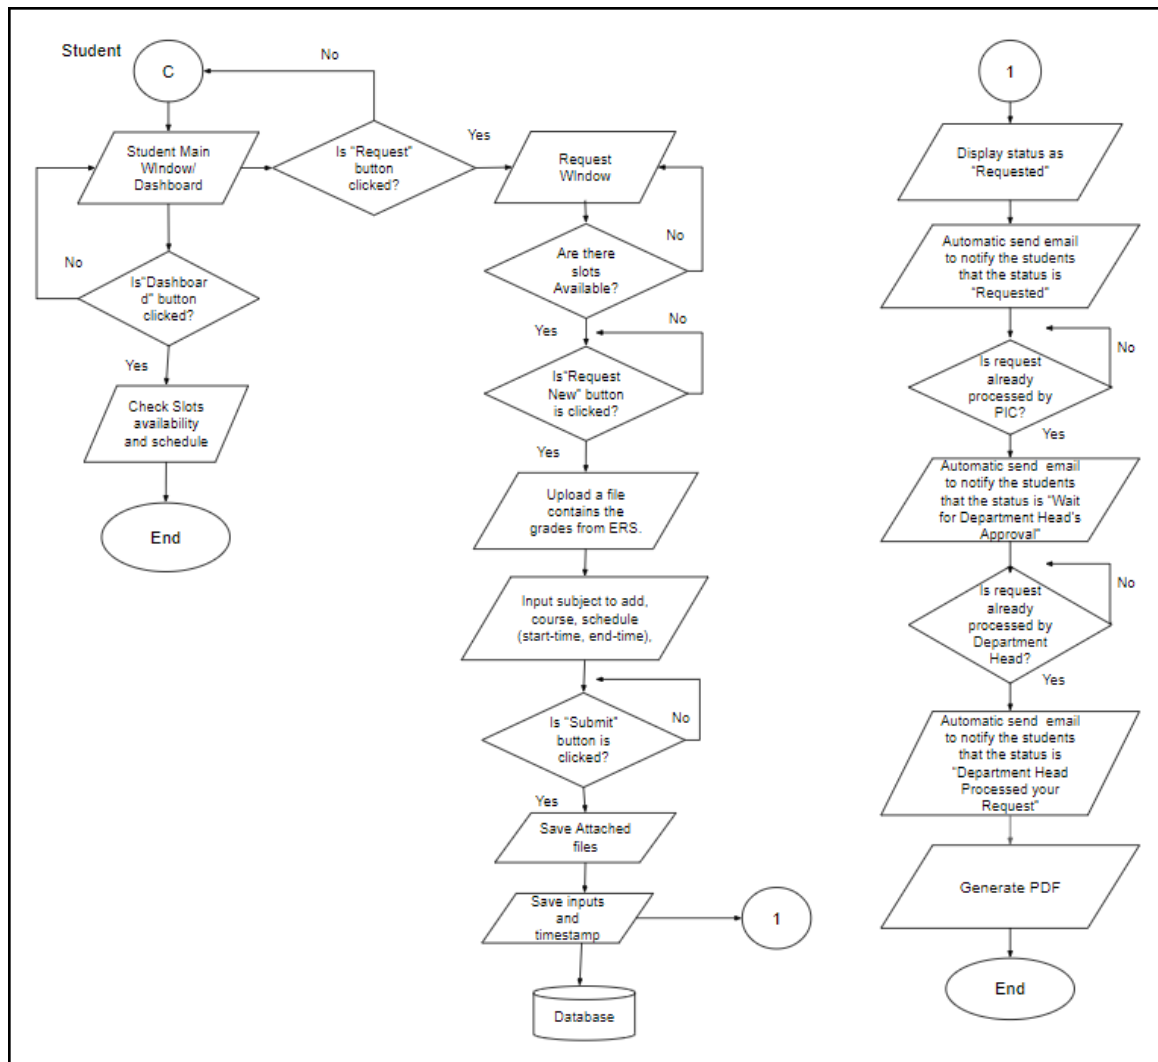 Student
C
No
Student Main
WIndow/
Dashboard
Is "Request"
button
clicked?
Yes
Request
WIndow
No
Is"Dashboar
d" button
clicked?
Yes
Check Slots
availability
and schedule
End
Are there
slots
Available?
No
Yes
No
Is"Request
New" button
is clicked?
Yes
Upload a file
contains the
grades from ERS.
Input subject to add,
course, schedule
(start-time, end-time),
Is "Submit"
button is
clicked?
No
Yes
Save Attached
files
Save inputs
and
timestamp
1
Database
1
Display status as
"Requested"
Automatic send email
to notify the students
that the status is
"Requested"
No
Is request
already
processed by
PIC?
Yes
Automatic send  email
to notify the students
that the status is "Wait
for Department Head's
Approval"
No
Is request
already
processed by
Department
Head?
Yes
Automatic send  email
to notify the students
that the status is
"Department Head
Processed your
Request"
Generate PDF
End